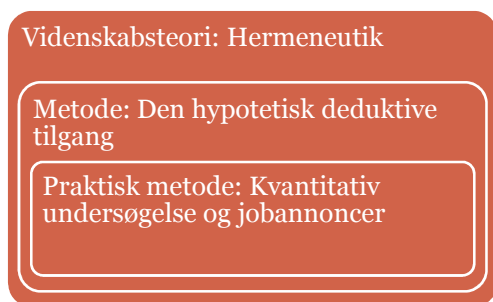 Videnskabsteori: Hermeneutik
Metode: Den hypotetisk deduktive
tilgang
Praktisk metode: Kvantitativ
undersøgelse og jobannoncer